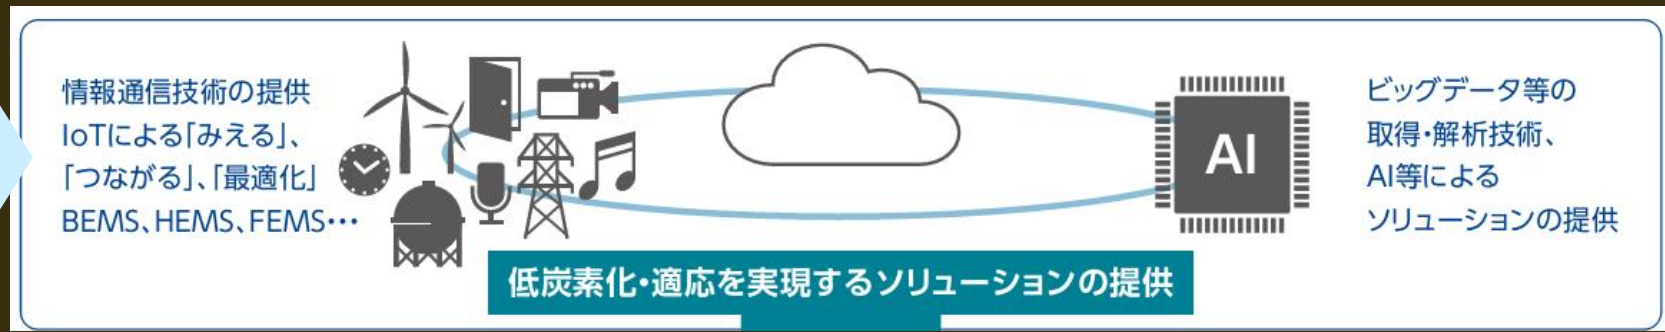 情報通信技術の提供
IoTによる「みえる」、
「つながる」、「最適化」
BEMS、HEMS、FEMS･･･
AI
ビッグデータ等の
取得・解析技術、
AI等による
ソリューションの提供
低炭素化・適応を実現するソリューションの提供